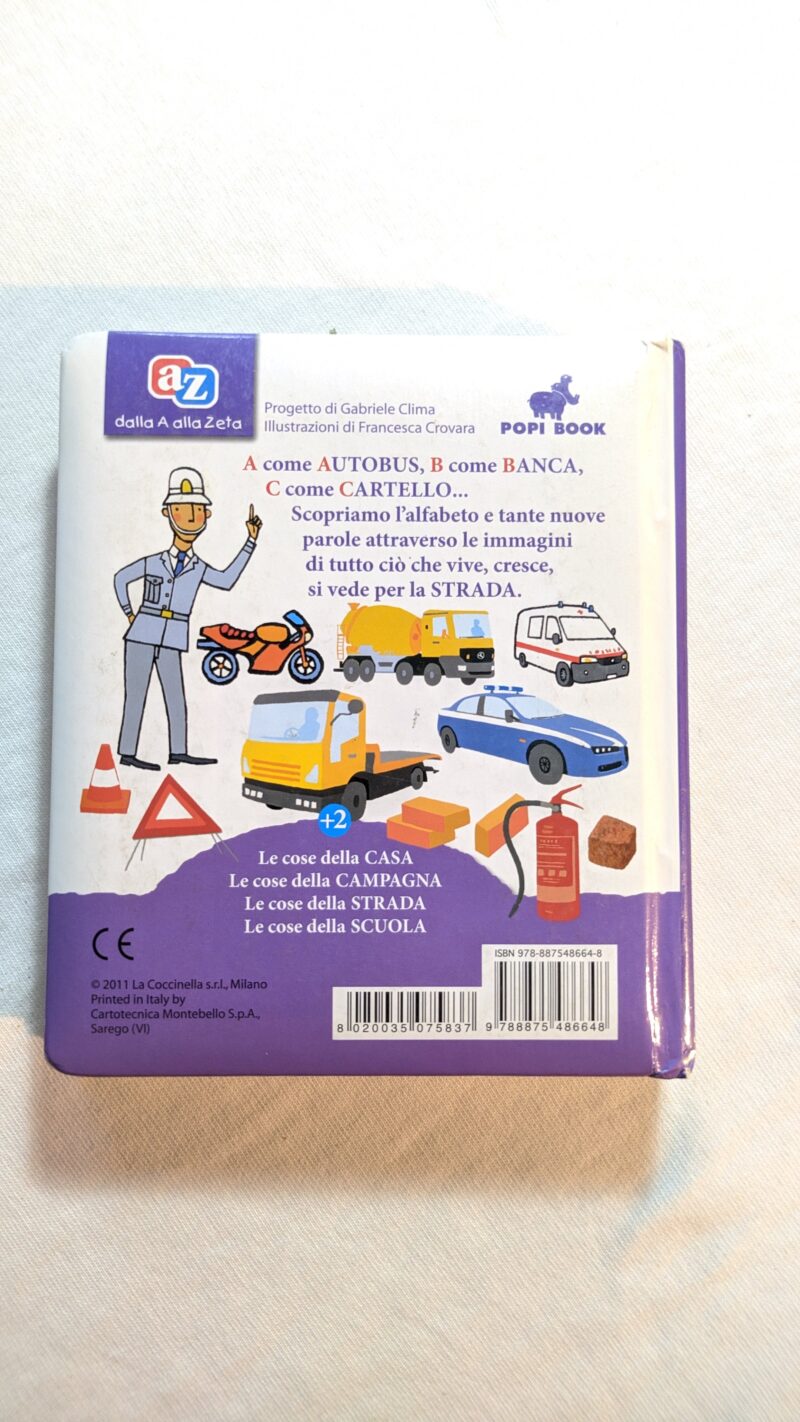 az
dalla A alla Zeta
Progetto di Gabriele Clima
Illustrazioni di Francesca Crovara
POPI BOOK
A come AUTOBUS, B come BANCA,
C come CARTELLO...
Scopriamo l'alfabeto e tante nuove
parole attraverso le immagini
di tutto ciò che vive, cresce,
si vede per la STRADA.
+2
Le cose della CASA
Le cose della CAMPAGNA
Le cose della STRADA
Le cose della SCUOLA
CE
© 2011 La Coccinella s.r.l., Milano
Printed in Italy by
Cartotecnica Montebello S.p.A.,
Sarego (VI)
ISBN 978-887548664-8
8 020035 075837
9 788875 486648